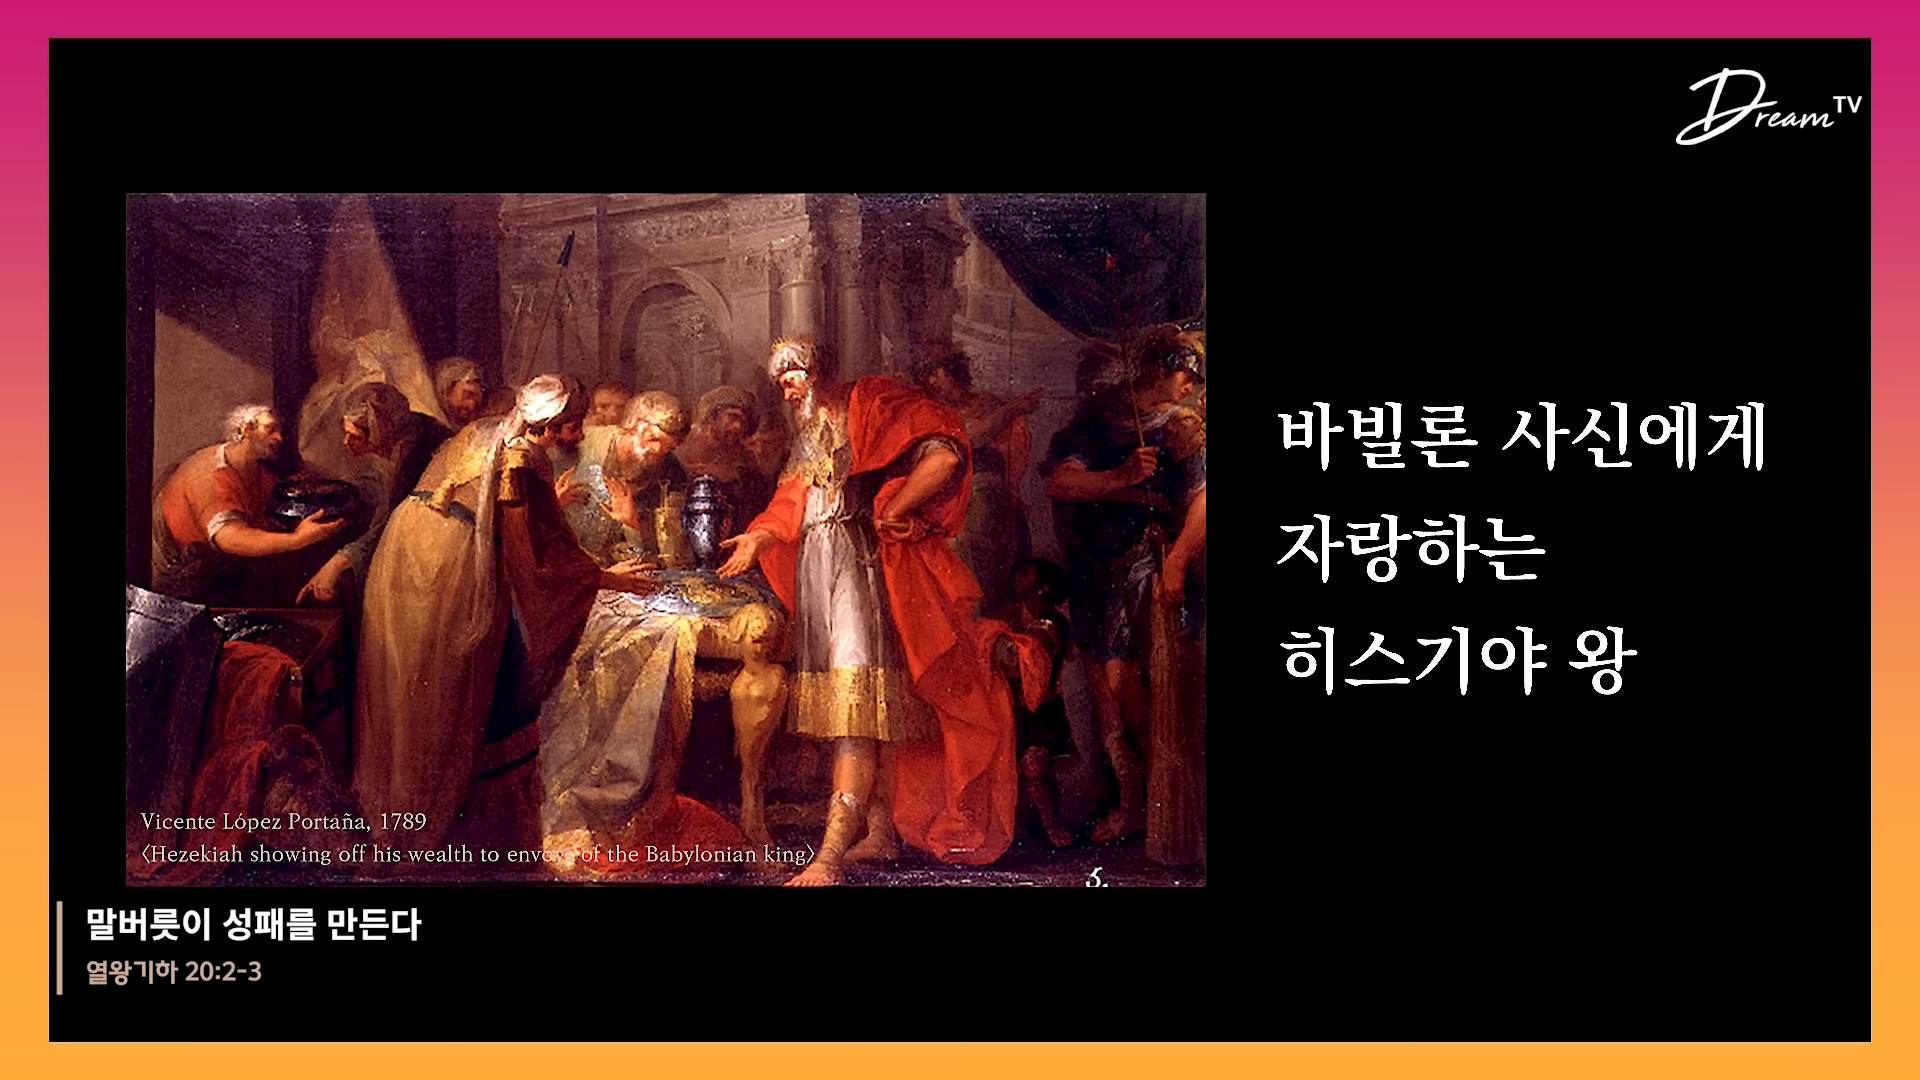 Dream TV
바빌론 사신에게
자랑하는
히스기야 왕
Vicente López Portaña, 1789
〈Hezekiah showing off his wealth to envoys of the Babylonian king〉
5.
말버릇이 성패를 만든다
열왕기하 20:2-3